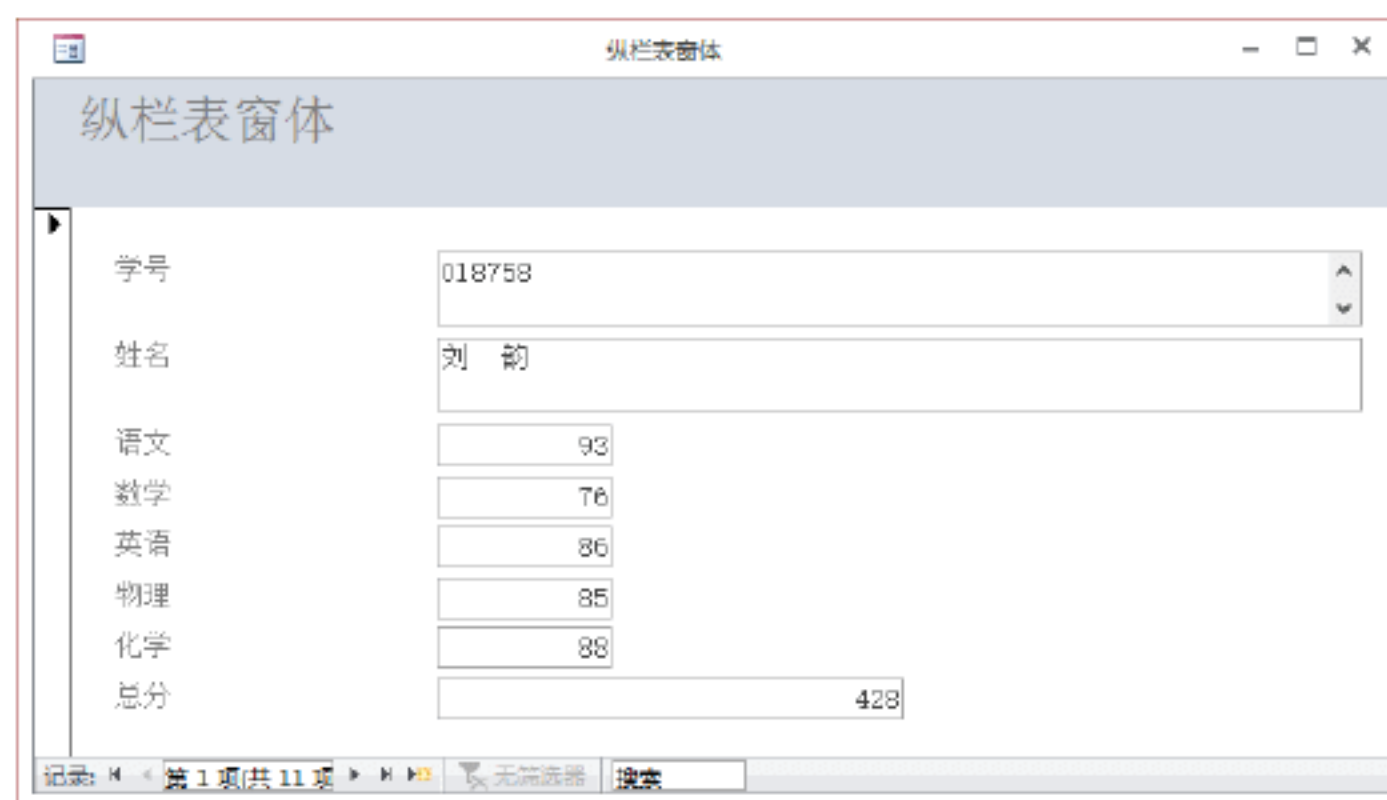 纵栏表窗体
纵栏表窗体
学号 018758
姓名 刘 韵
语文 93
数学 76
英语 86
物理 85
化学 88
总分 428
记录: 第 1 项(共 11 项 无筛选器 搜索